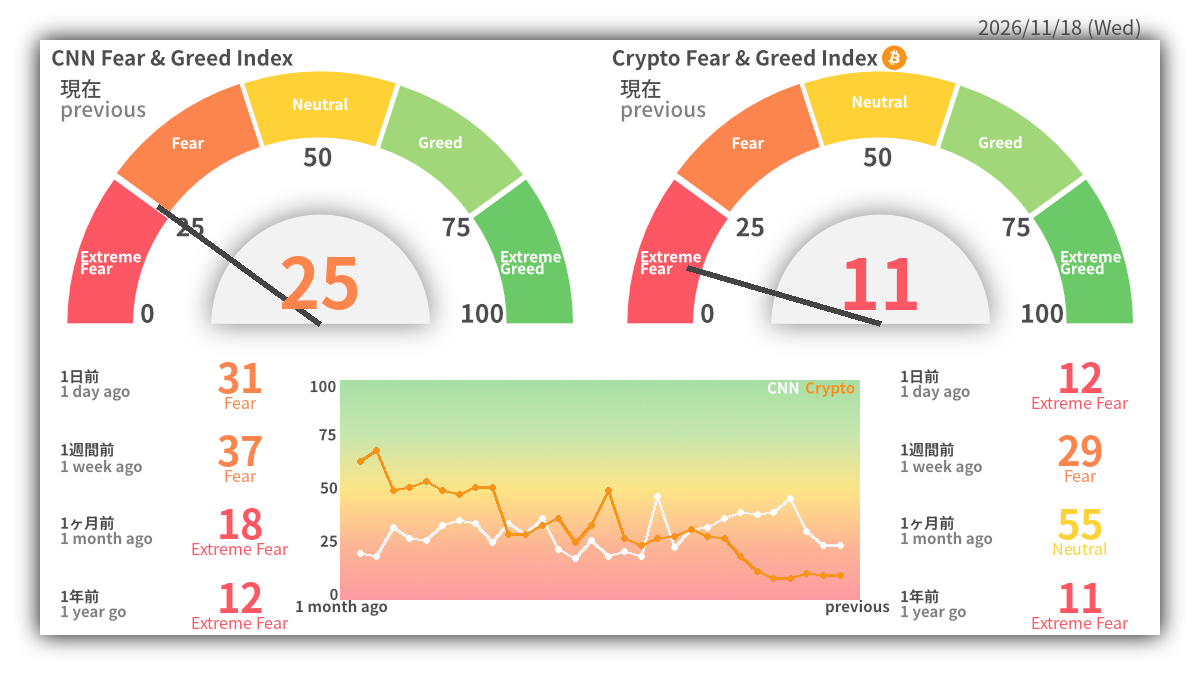 2026/11/18 (Wed)
CNN Fear & Greed Index
現在
previous
Extreme
Fear
Fear
Neutral
Greed
Extreme
Greed
0
25
50
75
100
25
Crypto Fear & Greed Index
現在
previous
Extreme
Fear
Fear
Neutral
Greed
Extreme
Greed
0
25
50
75
100
11
1日前
1 day ago
31
Fear
1週間前
1 week ago
37
Fear
1ヶ月前
1 month ago
18
Extreme Fear
1年前
1 year go
12
Extreme Fear
CNN Crypto
100
75
50
25
0
1 month ago
previous
1日前
1 day ago
12
Extreme Fear
1週間前
1 week ago
29
Fear
1ヶ月前
1 month ago
55
Neutral
1年前
1 year go
11
Extreme Fear